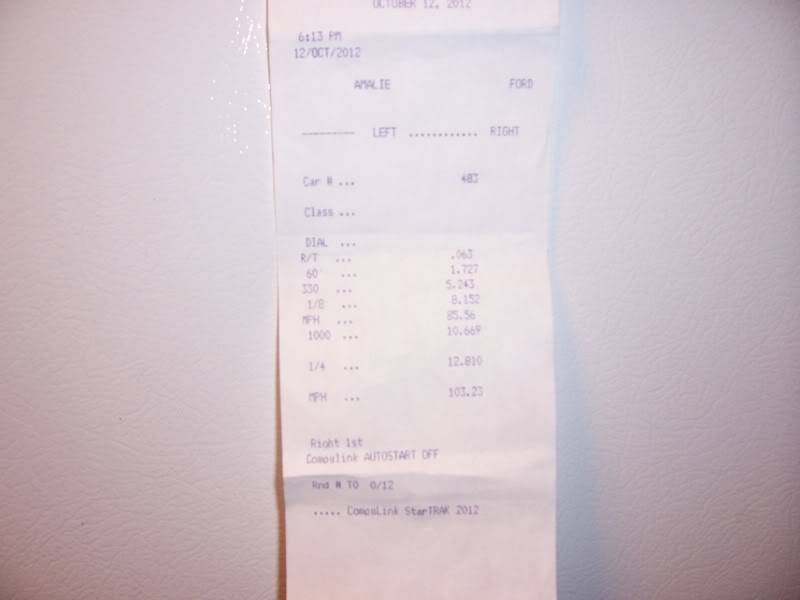 OCTOBER 12, 2012
6:13 PM
12/OCT/2012
AMALIE FORD
---------- LEFT ............ RIGHT
Car # ... 483
Class ...
DIAL ...
R/T ... .063
60' ... 1.727
330 ... 5.243
1/8 ... 8.152
MPH ... 85.56
1000 ... 10.669
1/4 ... 12.810
MPH ... 103.23
Right 1st
Compulink AUTOSTART OFF
Rnd # TO 0/12
..... CompuLink StarTRAK 2012